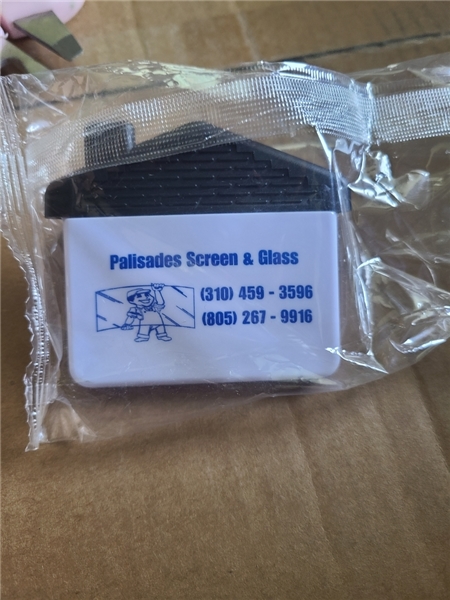 Palisades Screen & Glass
(310) 459 - 3596
(805) 267 - 9916